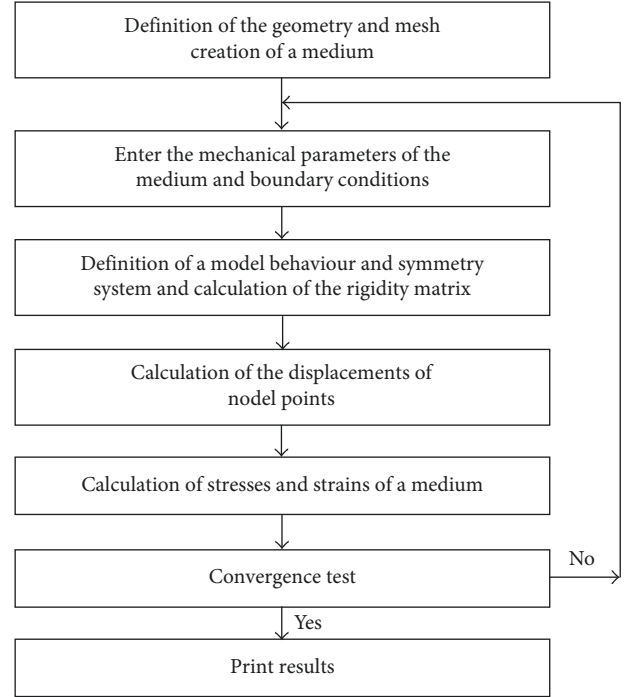 Definition of the geometry and mesh
creation of a medium
Enter the mechanical parameters of the
medium and boundary conditions
Definition of a model behaviour and symmetry
system and calculation of the rigidity matrix
Calculation of the displacements of
nodel points
Calculation of stresses and strains of a medium
Convergence test
No
Yes
Print results